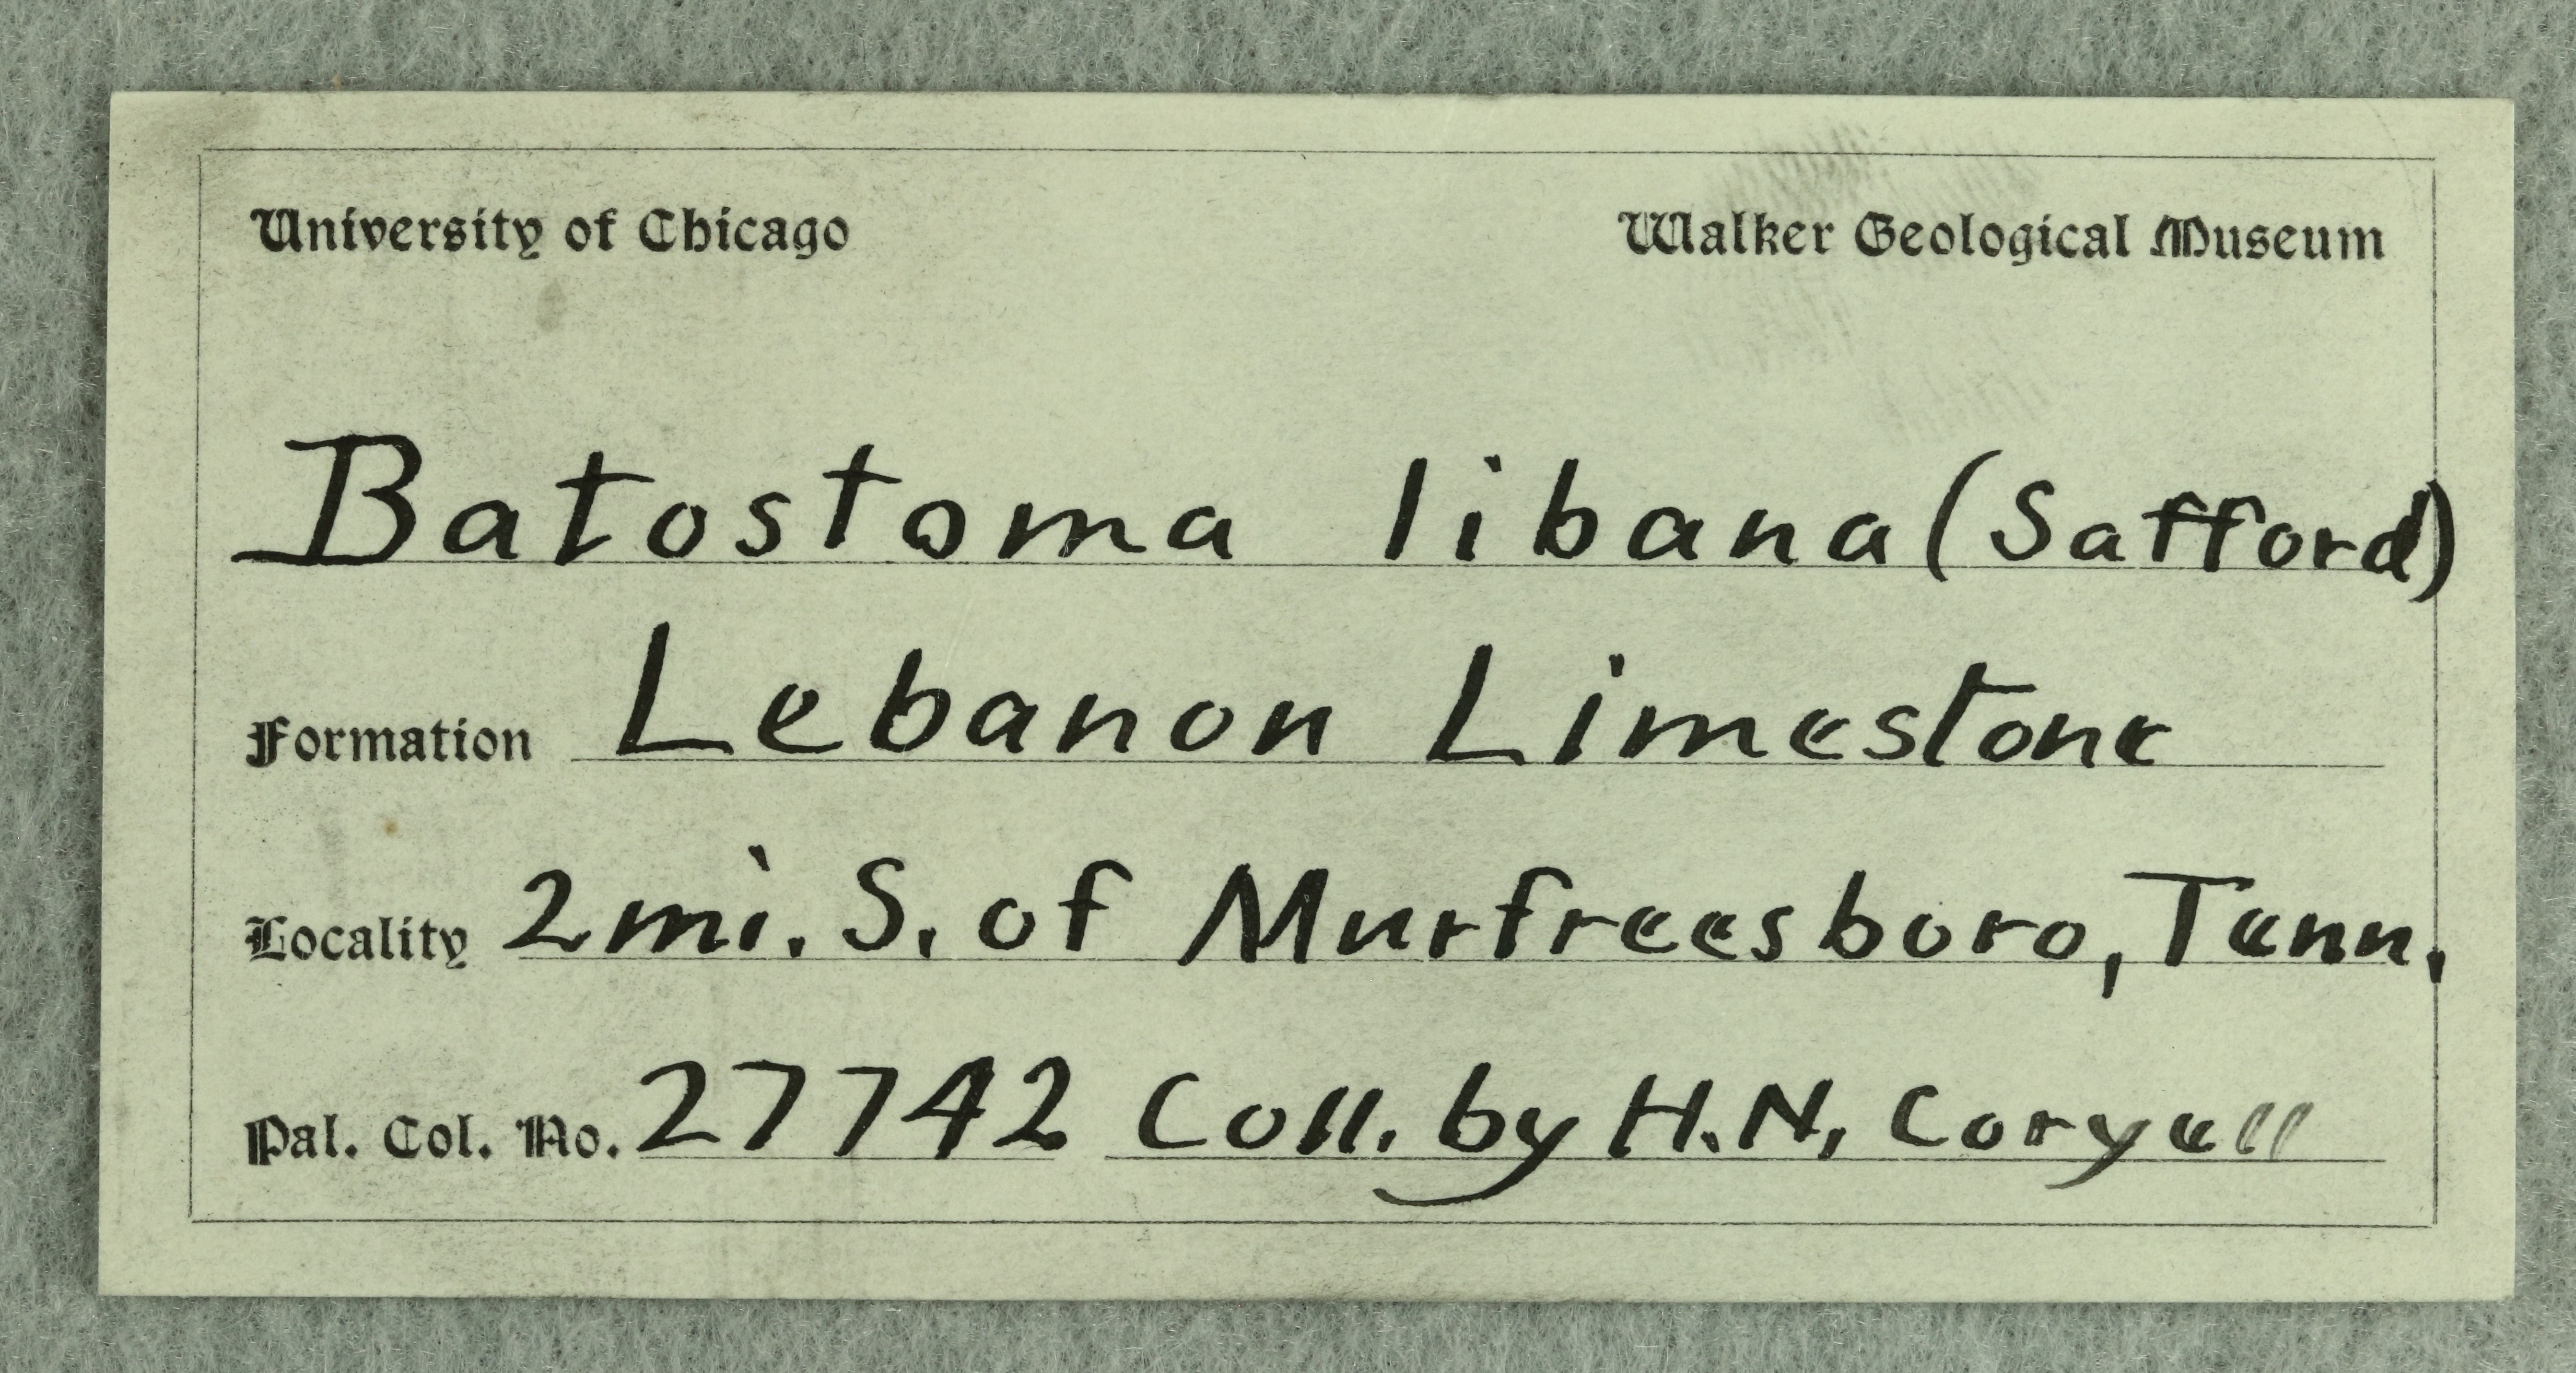 University of Chicago Walker Geological Museum
Batostoma libana (Safford)
Formation Lebanon Limestone
Locality 2 mi. S. of Murfreesboro, Tenn.
Pal. Col. No. 27742 Coll. by H. N. Coryell